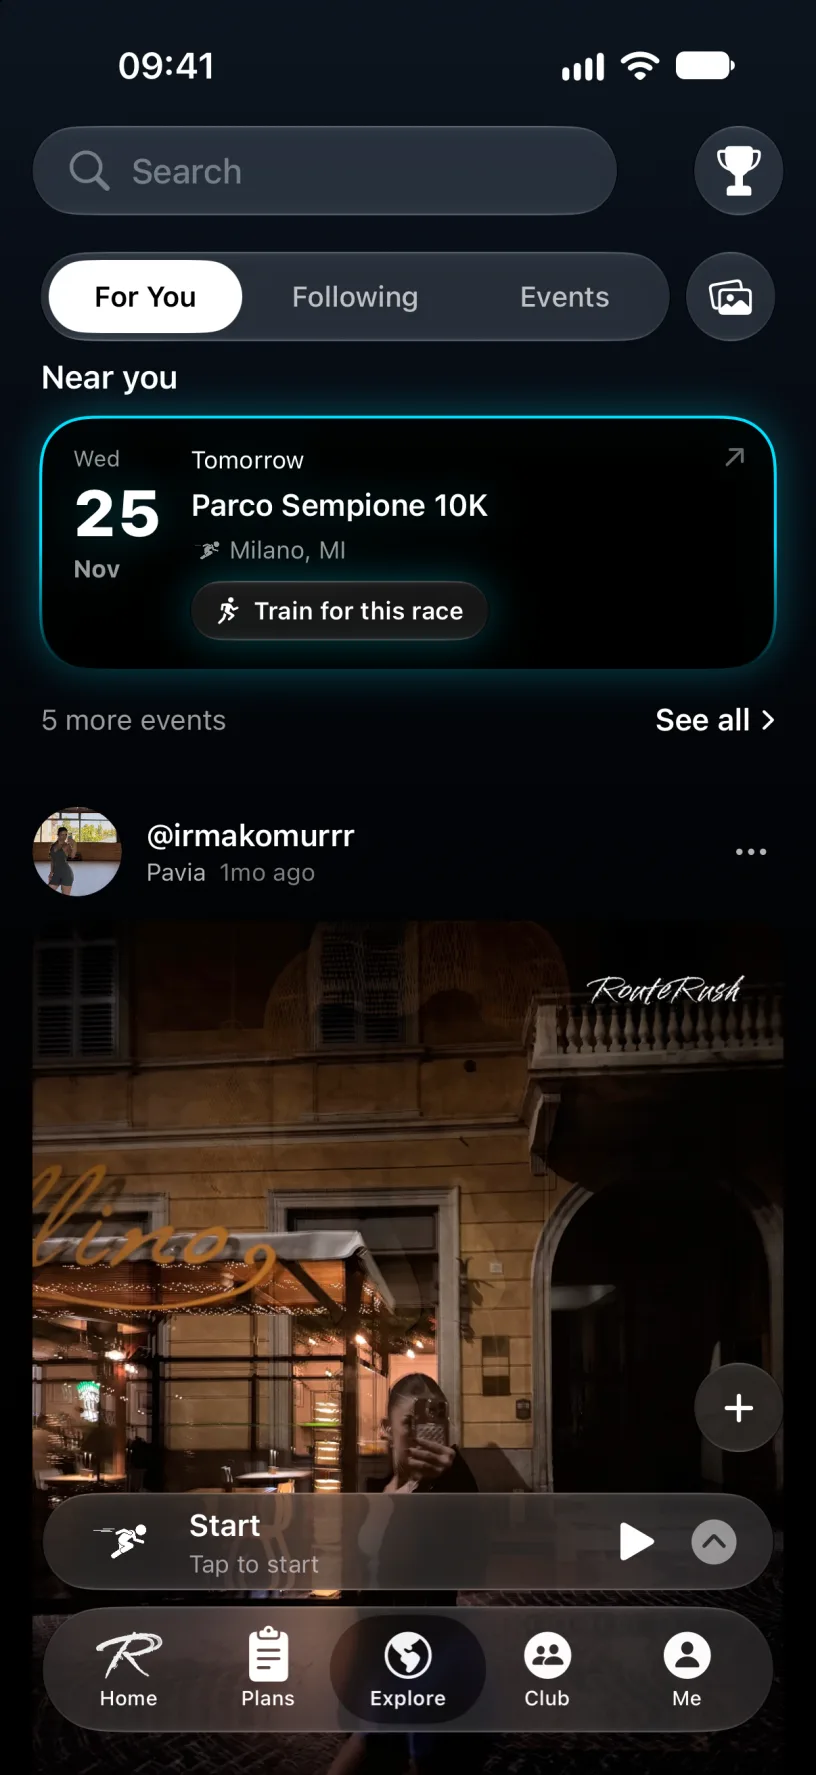 09:41
Search
For You
Following
Events
Near you
Wed
25
Nov
Tomorrow
Parco Sempione 10K
Milano, MI
Train for this race
5 more events
See all
@irmakomurrr
Pavia 1mo ago
RouteRush
llino
Start
Tap to start
Home
Plans
Explore
Club
Me